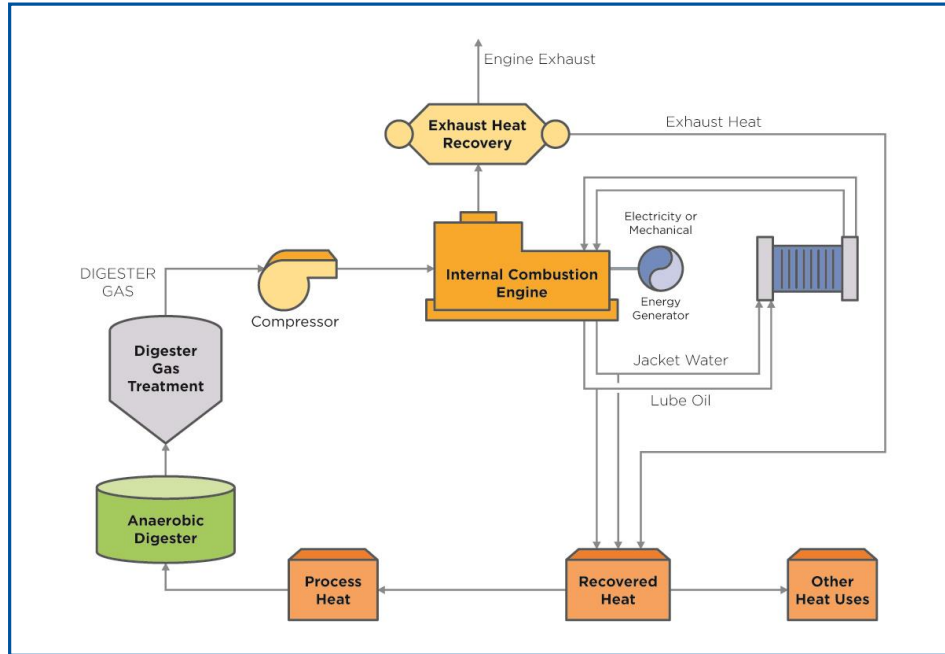 Engine Exhaust
Exhaust Heat
Recovery
Exhaust Heat
Electricity or
Mechanical
Internal Combustion
Engine
Energy
Generator
DIGESTER
GAS
Compressor
Digester
Gas
Treatment
Jacket Water
Lube Oil
Anaerobic
Digester
Process
Heat
Recovered
Heat
Other
Heat Uses